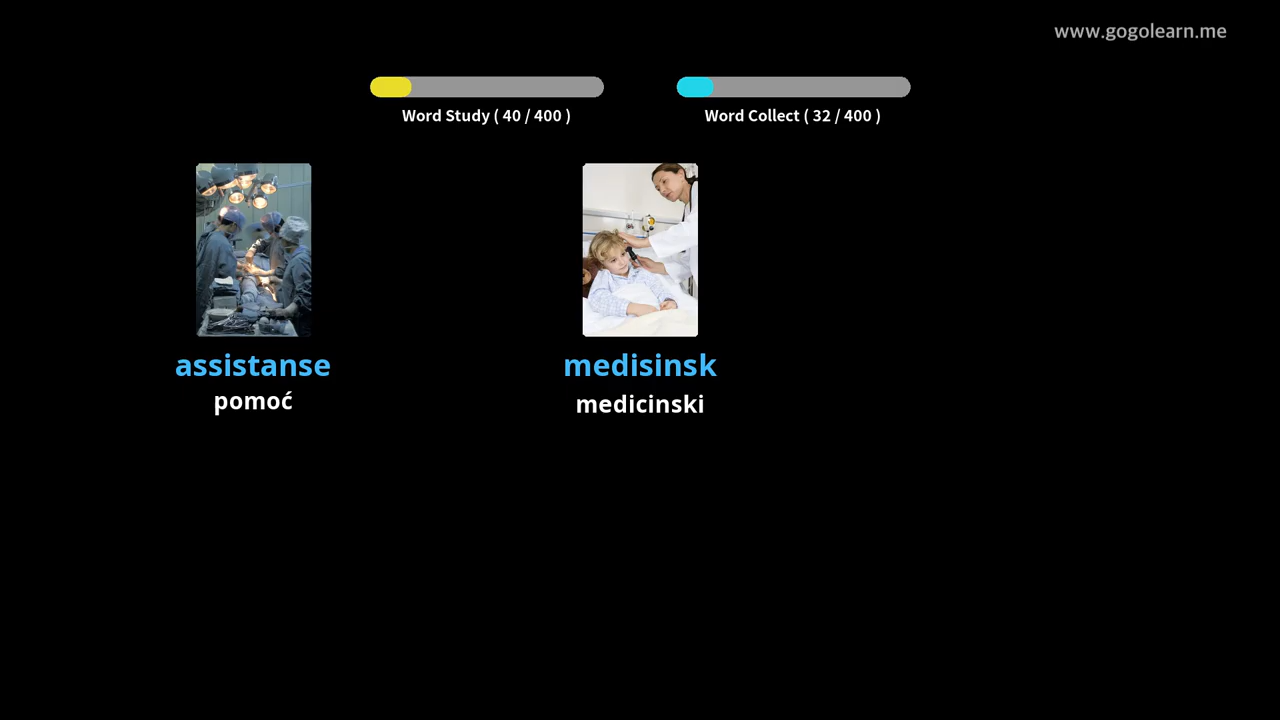 www.gogolearn.me
Word Study ( 40 / 400 )
Word Collect ( 32 / 400 )
assistanse
pomoć
medisinsk
medicinski